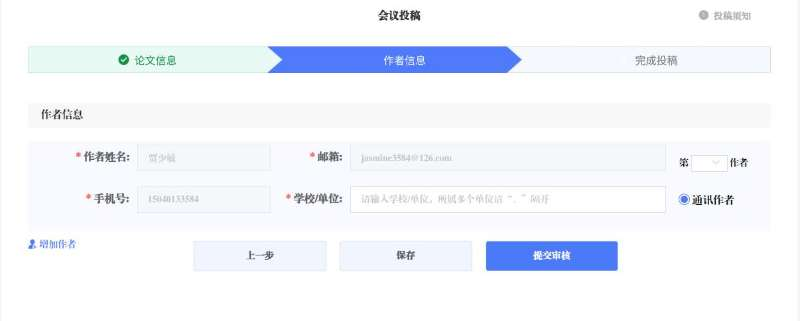 会议投稿
投稿须知
论文信息
作者信息
完成投稿
作者信息
*作者姓名:
贾少敏
*邮箱:
jasmine3584@126.com
第
作者
*手机号:
15040133584
*学校/单位:
请输入学校/单位，所属多个单位请“、”隔开
通讯作者
增加作者
上一步
保存
提交审核